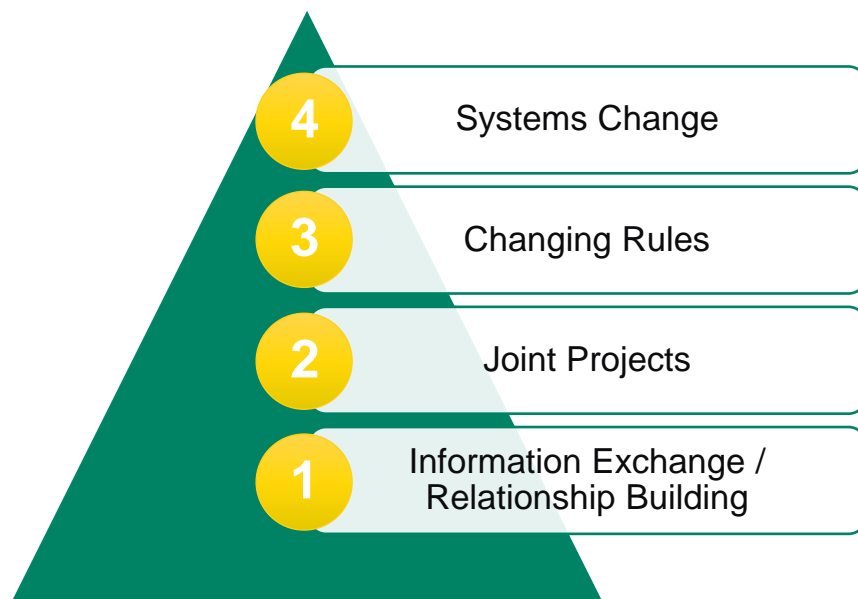 4
Systems Change
3
Changing Rules
2
Joint Projects
1
Information Exchange /
Relationship Building